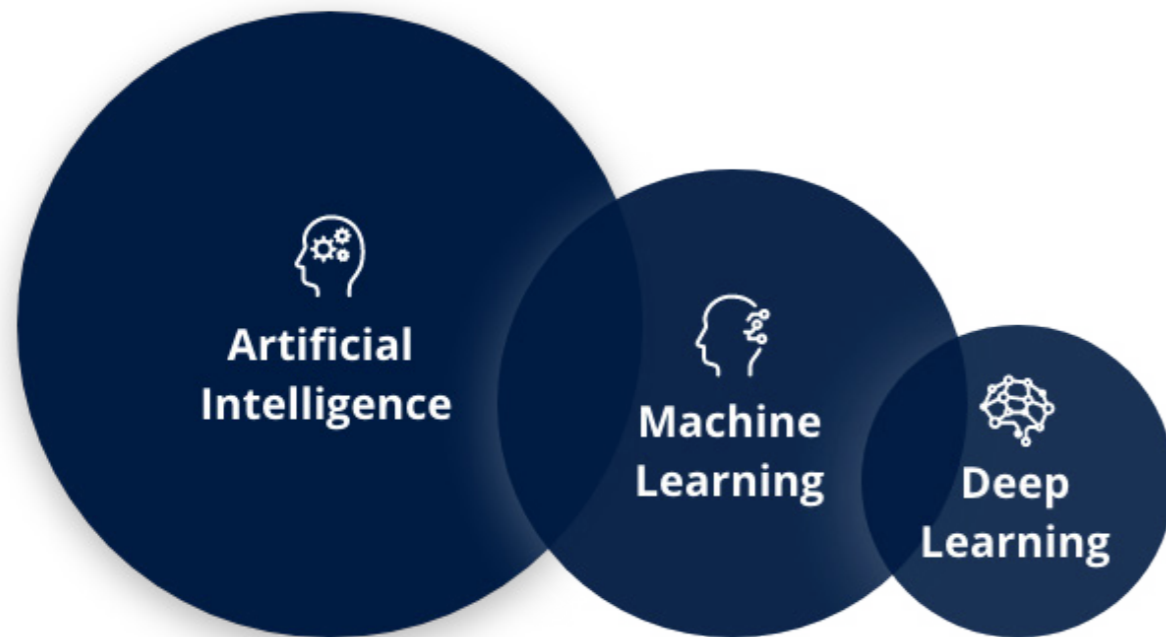 Artificial
Intelligence
Machine
Learning
Deep
Learning